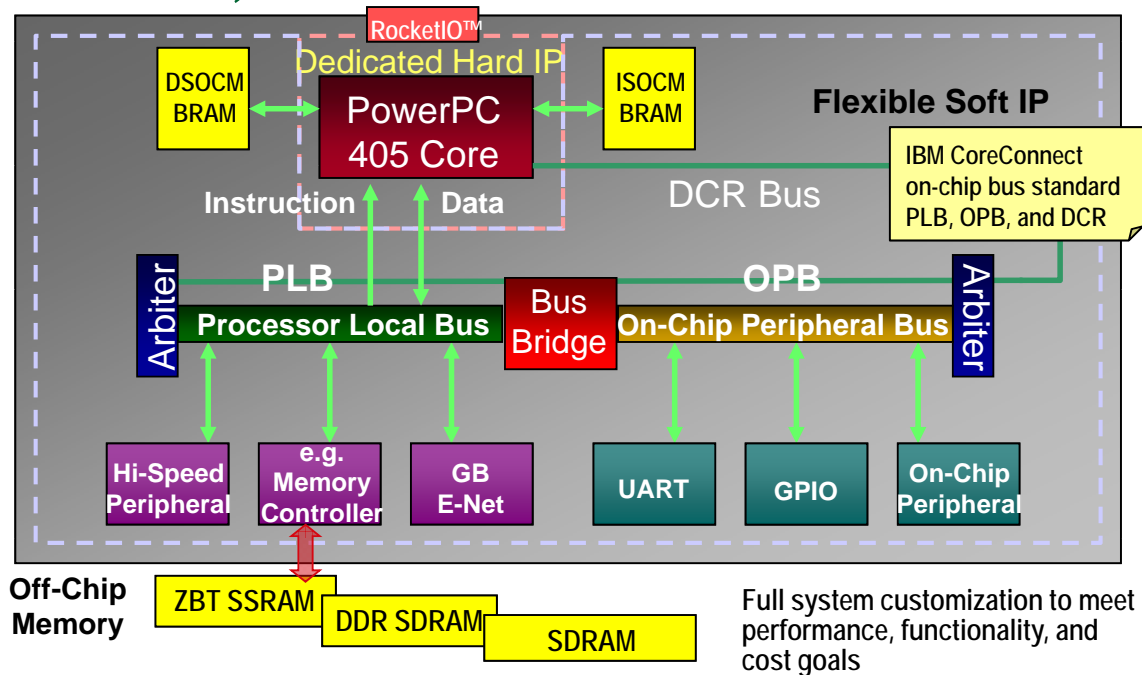 RocketIO™
Dedicated Hard IP
DSOCM
BRAM
PowerPC
405 Core
ISOCM
BRAM
Flexible Soft IP
IBM CoreConnect
on-chip bus standard
PLB, OPB, and DCR
DCR Bus
Instruction
Data
Arbiter
PLB
Processor Local Bus
Bus
Bridge
OPB
On-Chip Peripheral Bus
Arbiter
Hi-Speed
Peripheral
e.g.
Memory
Controller
GB
E-Net
UART
GPIO
On-Chip
Peripheral
Off-Chip
Memory
ZBT SSRAM
DDR SDRAM
SDRAM
Full system customization to meet
performance, functionality, and
cost goals